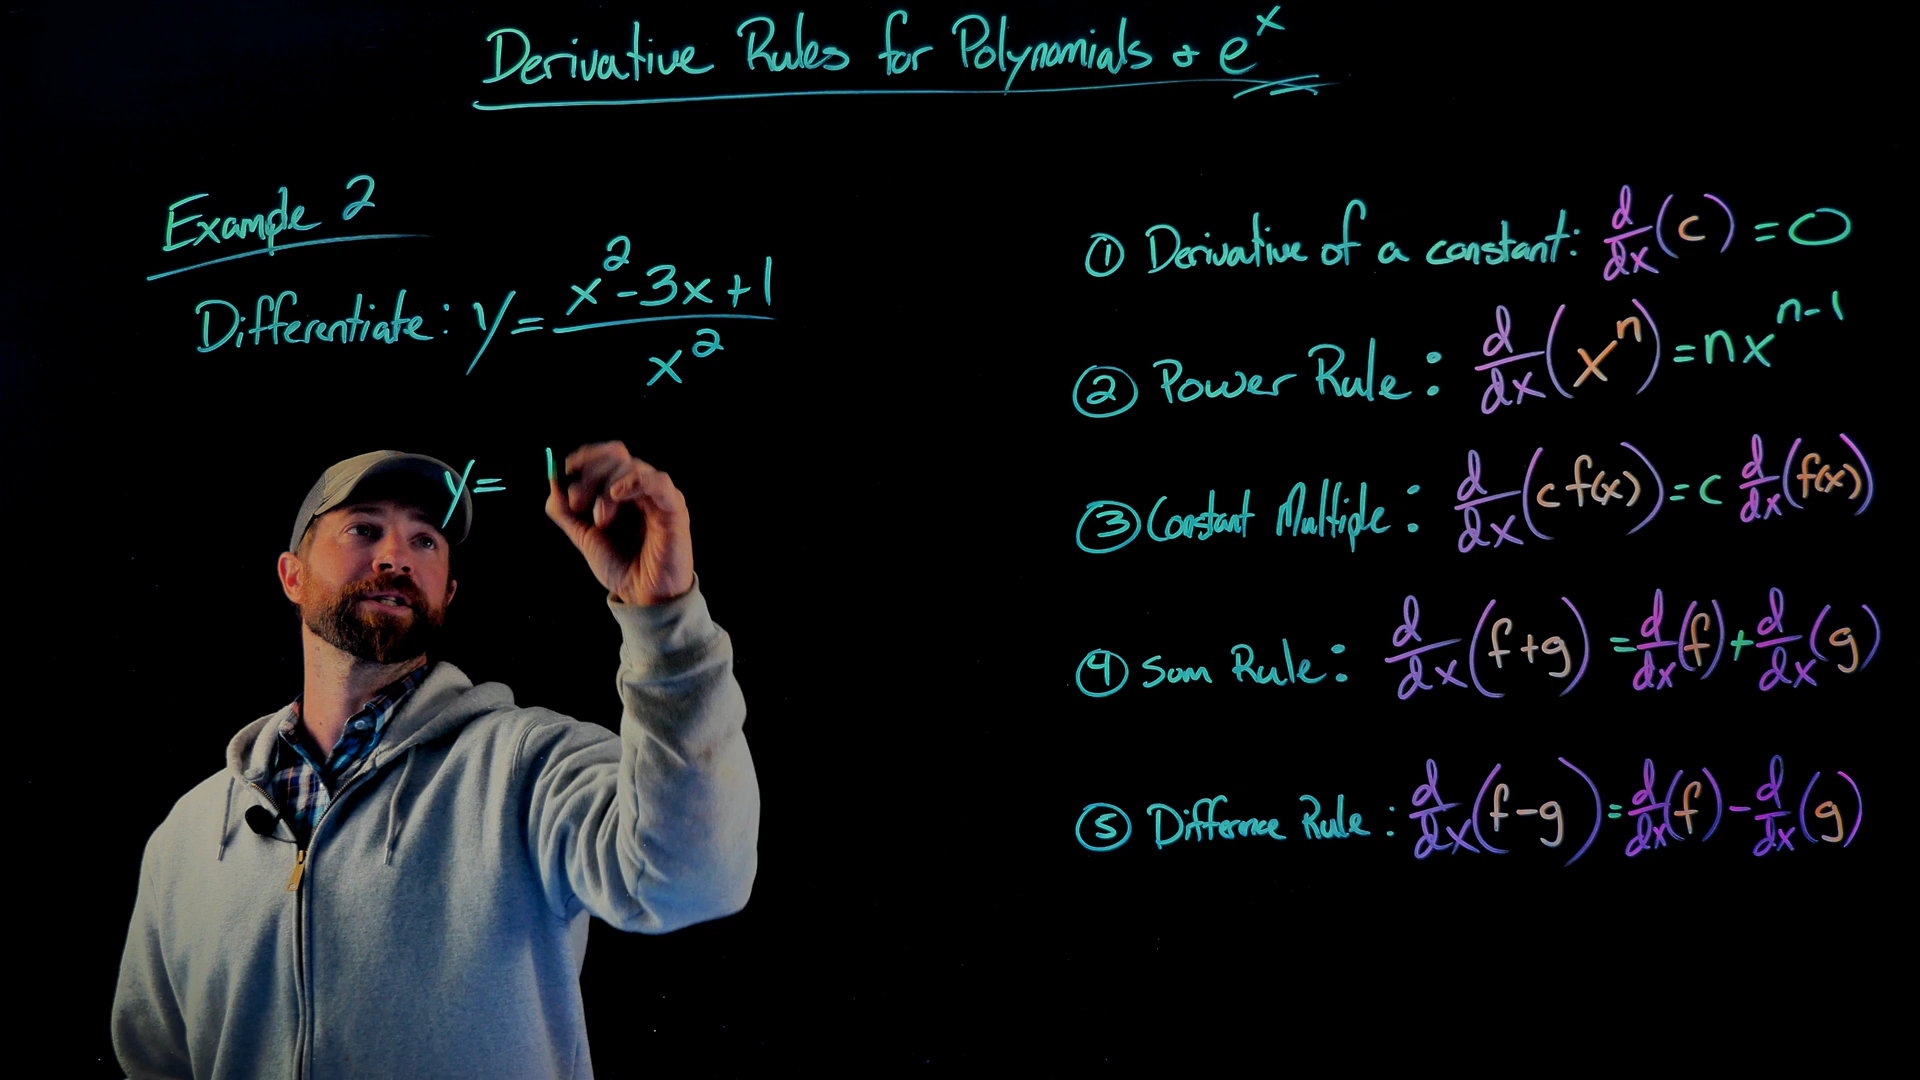 Derivative Rules for Polynomials & e^x
Example 2
Differentiate: y = (x^2 - 3x + 1)/x^2
y =
① Derivative of a constant: d/dx (c) = 0
② Power Rule: d/dx (x^n) = nx^{n-1}
③ Constant Multiple: d/dx (c f(x)) = c d/dx (f(x))
④ Sum Rule: d/dx (f+g) = d/dx (f) + d/dx (g)
⑤ Difference Rule: d/dx (f-g) = d/dx (f) - d/dx (g)